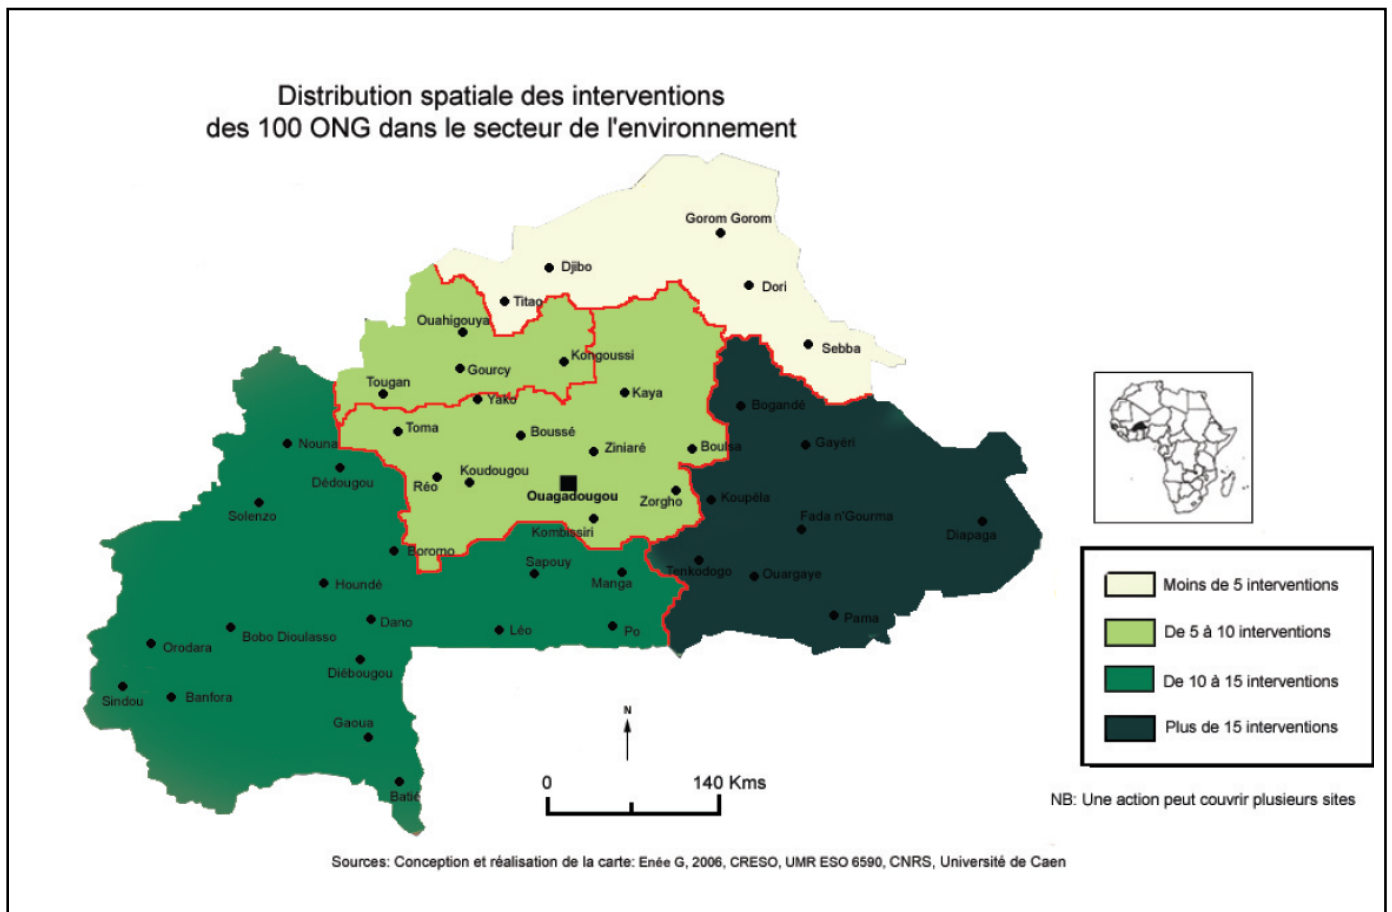 Distribution spatiale des interventions
des 100 ONG dans le secteur de l'environnement
Gorom Gorom
Djibo
Dori
Titao
Ouahigouya
Sebba
Kongoussi
Gourcy
Tougan
Kaya
Yako
Bogandé
Toma
Boussé
Nouna
Ziniaré
Boulsa
Gayéri
Dédougou
Koudougou
Réo
Ouagadougou
Zorgho
Koupéla
Solenzo
Fada n'Gourma
Kombissiri
Diapaga
Boromo
Sapouy
Tenkodogo
Ouargaye
Houndé
Manga
Dano
Pama
Bobo Dioulasso
Léo
Po
Orodara
Diébougou
Sindou
Banfora
Gaoua
Batié
N
0 140 Kms
Moins de 5 interventions
De 5 à 10 interventions
De 10 à 15 interventions
Plus de 15 interventions
NB: Une action peut couvrir plusieurs sites
Sources: Conception et réalisation de la carte: Enée G, 2006, CRESO, UMR ESO 6590, CNRS, Université de Caen